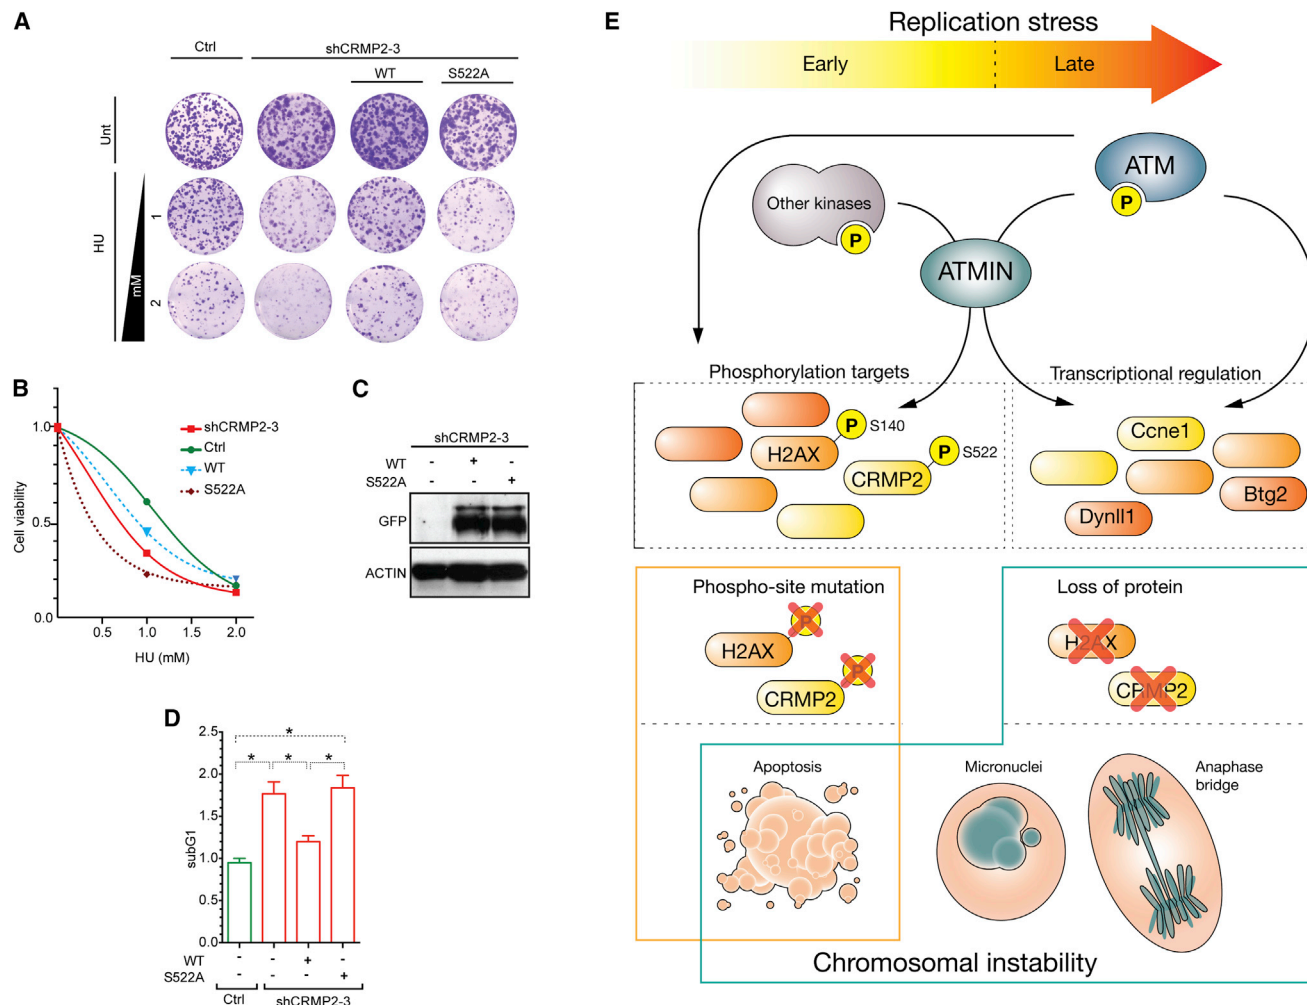 A
Ctrl
shCRMP2-3
WT
S522A
Unt
HU
mM
1
2
B
Cell viability
1.0
0.5
0.0
0.5
1.0
1.5
2.0
HU (mM)
shCRMP2-3
Ctrl
WT
S522A
C
shCRMP2-3
WT - + -
S522A - - +
GFP
ACTIN
D
subG1
2.5
2.0
1.5
1.0
0.5
0.0
*
* * *
WT - - + -
S522A - - - +
Ctrl shCRMP2-3
E
Replication stress
Early
Late
ATM
P
Other kinases
P
ATMIN
Phosphorylation targets
Transcriptional regulation
P
S140
H2AX
P
S522
CRMP2
Ccne1
Btg2
Dynll1
Phospho-site mutation
P
H2AX
P
CRMP2
Loss of protein
H2AX
CRMP2
Apoptosis
Micronuclei
Anaphase
bridge
Chromosomal instability